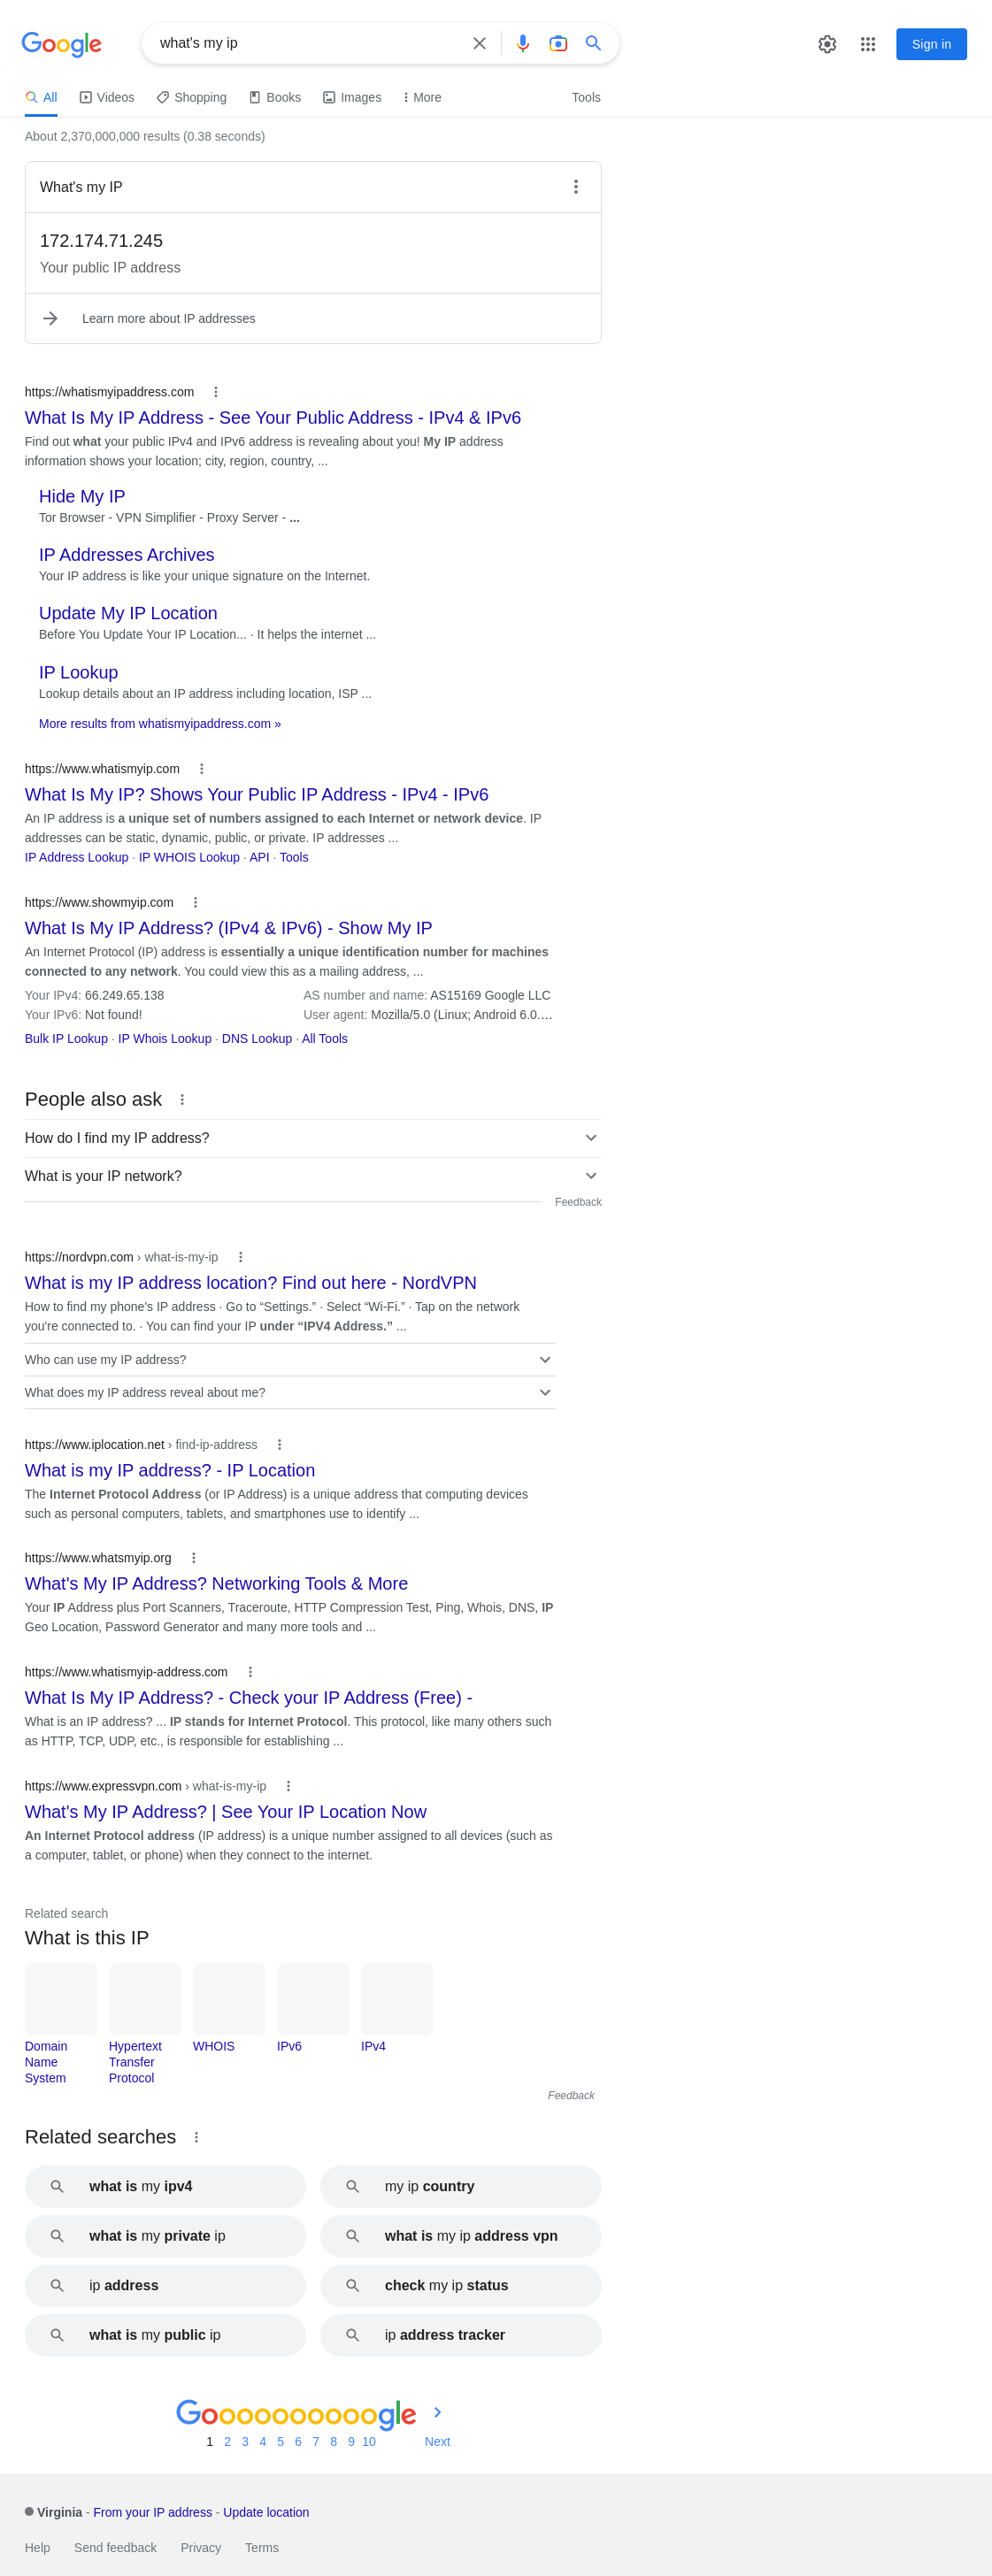 Google
what's my ip
Sign in
All
Videos
Shopping
Books
Images
More
Tools
About 2,370,000,000 results (0.38 seconds)
What's my IP
172.174.71.245
Your public IP address
Learn more about IP addresses
https://whatismyipaddress.com
What Is My IP Address - See Your Public Address - IPv4 & IPv6
Find out what your public IPv4 and IPv6 address is revealing about you! My IP address
information shows your location; city, region, country, ...
Hide My IP
Tor Browser - VPN Simplifier - Proxy Server - ...
IP Addresses Archives
Your IP address is like your unique signature on the Internet.
Update My IP Location
Before You Update Your IP Location... · It helps the internet ...
IP Lookup
Lookup details about an IP address including location, ISP ...
More results from whatismyipaddress.com »
https://www.whatismyip.com
What Is My IP? Shows Your Public IP Address - IPv4 - IPv6
An IP address is a unique set of numbers assigned to each Internet or network device. IP
addresses can be static, dynamic, public, or private. IP addresses ...
IP Address Lookup · IP WHOIS Lookup · API · Tools
https://www.showmyip.com
What Is My IP Address? (IPv4 & IPv6) - Show My IP
An Internet Protocol (IP) address is essentially a unique identification number for machines
connected to any network. You could view this as a mailing address, ...
Your IPv4: 66.249.65.138
AS number and name: AS15169 Google LLC
Your IPv6: Not found!
User agent: Mozilla/5.0 (Linux; Android 6.0....
Bulk IP Lookup · IP Whois Lookup · DNS Lookup · All Tools
People also ask
How do I find my IP address?
What is your IP network?
Feedback
https://nordvpn.com › what-is-my-ip
What is my IP address location? Find out here - NordVPN
How to find my phone's IP address · Go to “Settings.” · Select “Wi-Fi.” · Tap on the network
you're connected to. · You can find your IP under “IPV4 Address.” ...
Who can use my IP address?
What does my IP address reveal about me?
https://www.iplocation.net › find-ip-address
What is my IP address? - IP Location
The Internet Protocol Address (or IP Address) is a unique address that computing devices
such as personal computers, tablets, and smartphones use to identify ...
https://www.whatsmyip.org
What's My IP Address? Networking Tools & More
Your IP Address plus Port Scanners, Traceroute, HTTP Compression Test, Ping, Whois, DNS, IP
Geo Location, Password Generator and many more tools and ...
https://www.whatismyip-address.com
What Is My IP Address? - Check your IP Address (Free) -
What is an IP address? ... IP stands for Internet Protocol. This protocol, like many others such
as HTTP, TCP, UDP, etc., is responsible for establishing ...
https://www.expressvpn.com › what-is-my-ip
What's My IP Address? | See Your IP Location Now
An Internet Protocol address (IP address) is a unique number assigned to all devices (such as
a computer, tablet, or phone) when they connect to the internet.
Related search
What is this IP
Domain
Name
System
Hypertext
Transfer
Protocol
WHOIS
IPv6
IPv4
Feedback
Related searches
what is my ipv4
my ip country
what is my private ip
what is my ip address vpn
ip address
check my ip status
what is my public ip
ip address tracker
Goooooooooogle
1 2 3 4 5 6 7 8 9 10 Next
Virginia - From your IP address - Update location
Help
Send feedback
Privacy
Terms